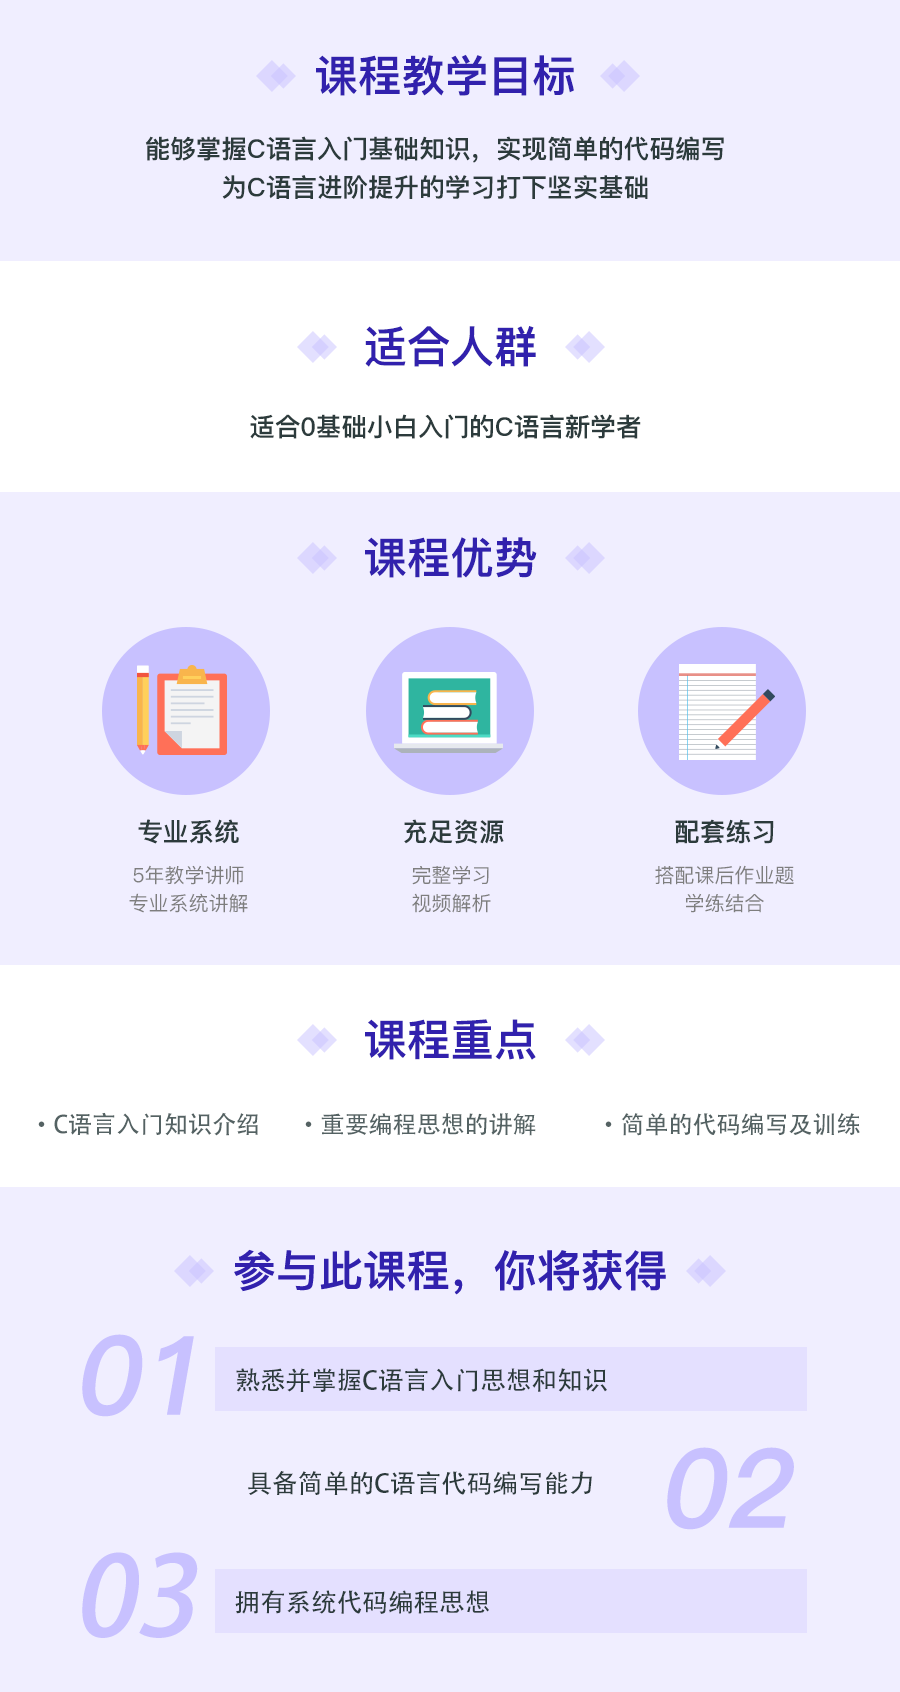 课程教学目标
能够掌握C语言入门基础知识，实现简单的代码编写
为C语言进阶提升的学习打下坚实基础
适合人群
适合0基础小白入门的C语言新学者
课程优势
专业系统
5年教学讲师
专业系统讲解
充足资源
完整学习
视频解析
配套练习
搭配课后作业题
学练结合
课程重点
• C语言入门知识介绍
• 重要编程思想的讲解
• 简单的代码编写及训练
参与此课程，你将获得
01 熟悉并掌握C语言入门思想和知识
具备简单的C语言代码编写能力 02
03 拥有系统代码编程思想